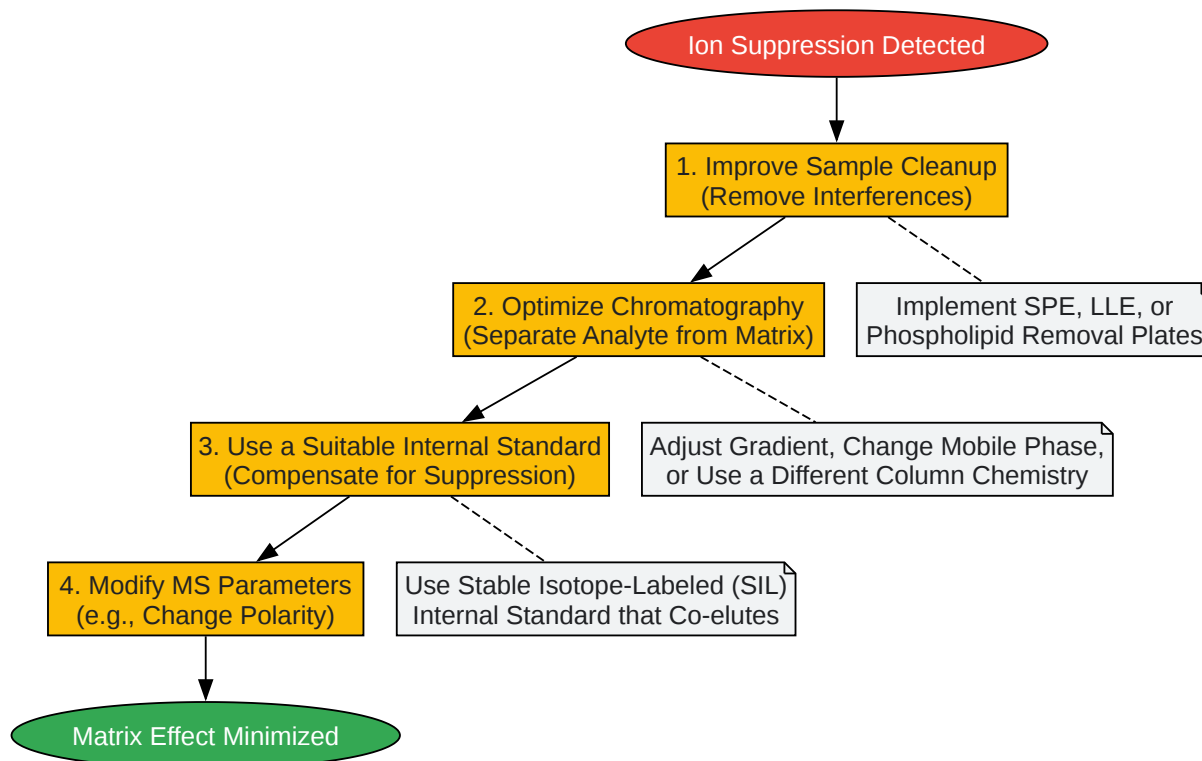 Ion Suppression Detected
1. Improve Sample Cleanup
(Remove Interferences)
2. Optimize Chromatography
(Separate Analyte from Matrix)
Implement SPE, LLE, or
Phospholipid Removal Plates
3. Use a Suitable Internal Standard
(Compensate for Suppression)
Adjust Gradient, Change Mobile Phase,
or Use a Different Column Chemistry
4. Modify MS Parameters
(e.g., Change Polarity)
Use Stable Isotope-Labeled (SIL)
Internal Standard that Co-elutes
Matrix Effect Minimized